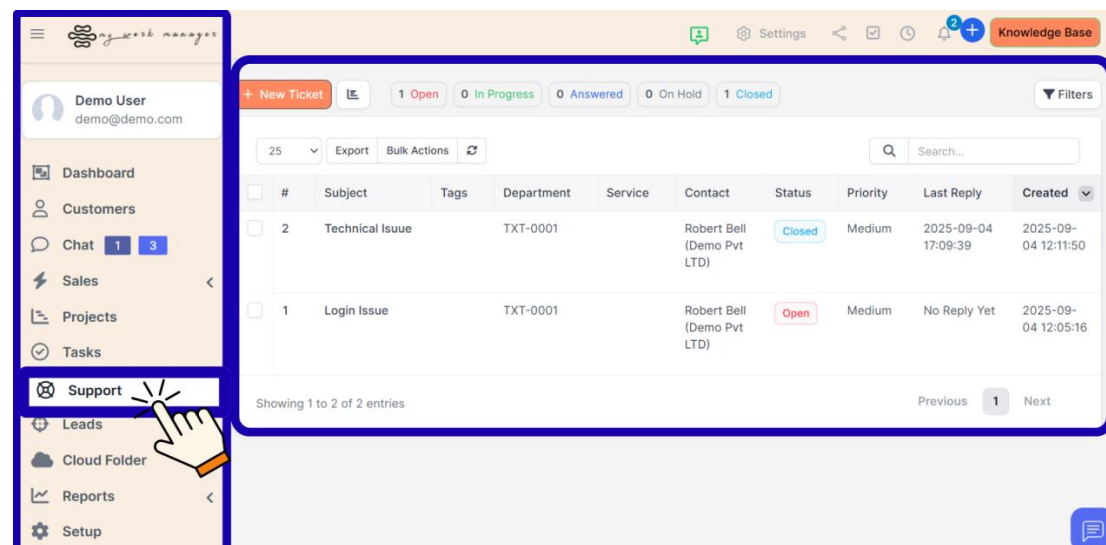 my work manager
Settings
2
Knowledge Base
Demo User
demo@demo.com
Dashboard
Customers
Chat 1 3
Sales
Projects
Tasks
Support
Leads
Cloud Folder
Reports
Setup
+ New Ticket
1 Open
0 In Progress
0 Answered
0 On Hold
1 Closed
Filters
25
Export
Bulk Actions
Search...
# Subject Tags Department Service Contact Status Priority Last Reply Created
2 Technical Isuue TXT-0001 Robert Bell Closed Medium 2025-09-04 2025-09-
(Demo Pvt 17:09:39 04 12:11:50
LTD)
1 Login Issue TXT-0001 Robert Bell Open Medium No Reply Yet 2025-09-
(Demo Pvt 04 12:05:16
LTD)
Showing 1 to 2 of 2 entries
Previous 1 Next